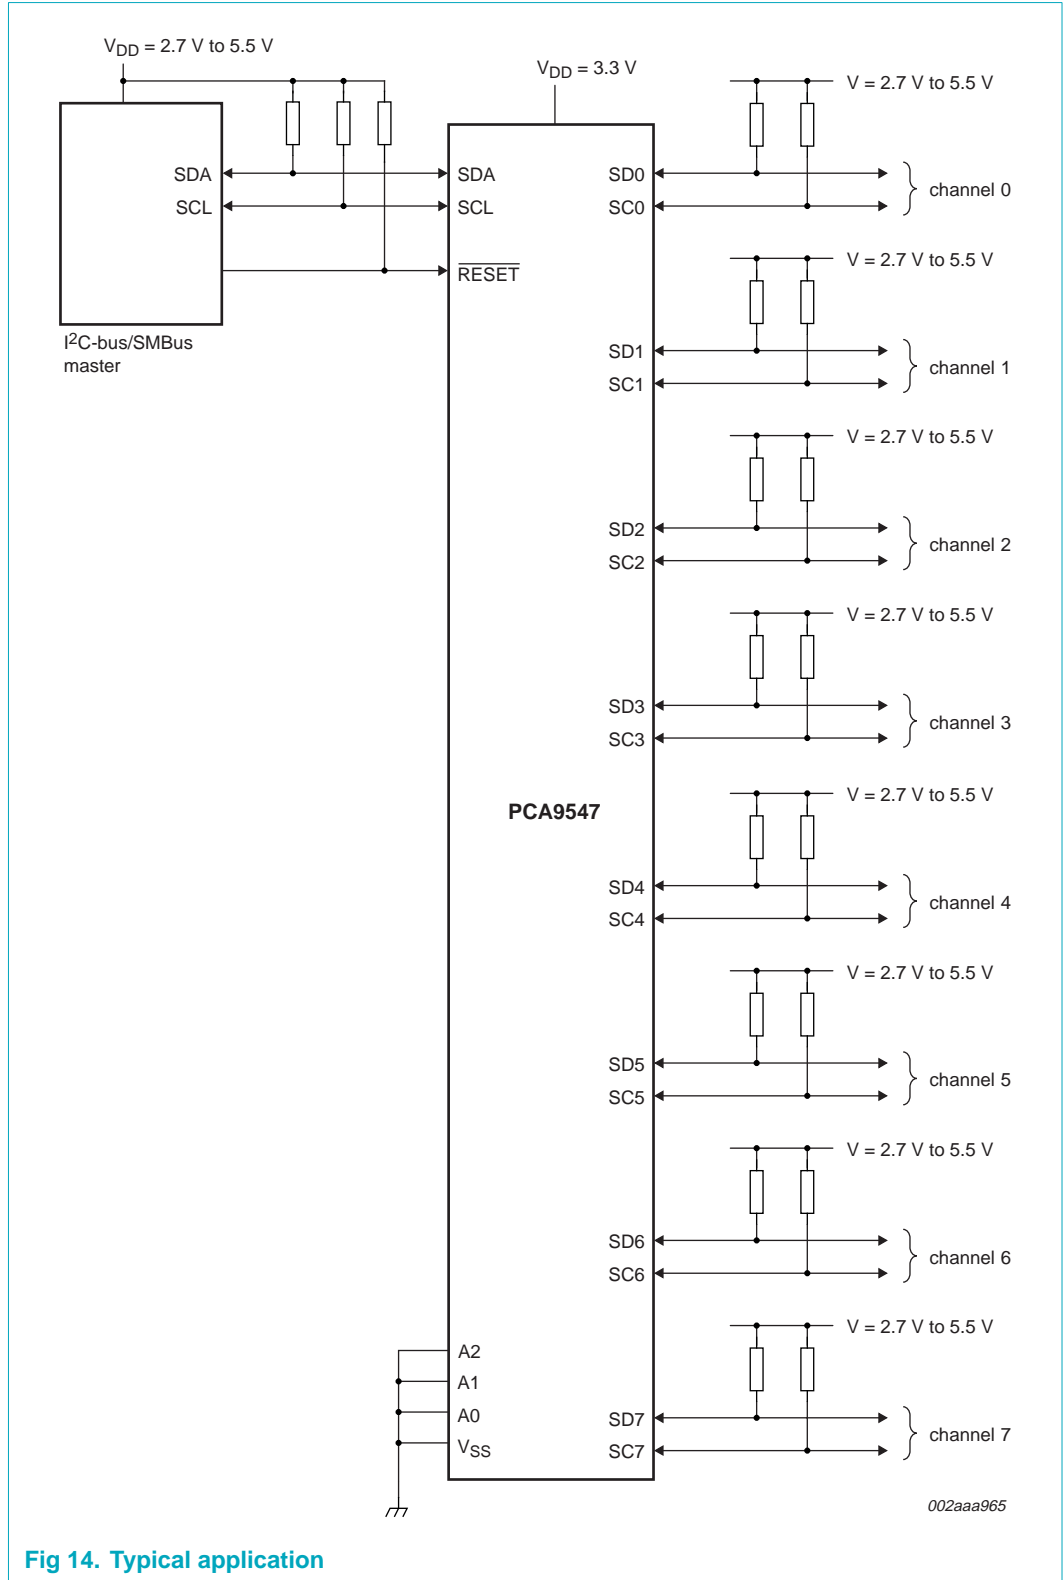 VDD = 2.7 V to 5.5 V
VDD = 3.3 V
V = 2.7 V to 5.5 V
SDA
SCL
SDA
SCL
RESET
I2C-bus/SMBus
master
SD0
SC0
channel 0
V = 2.7 V to 5.5 V
SD1
SC1
channel 1
V = 2.7 V to 5.5 V
SD2
SC2
channel 2
V = 2.7 V to 5.5 V
SD3
SC3
channel 3
PCA9547
V = 2.7 V to 5.5 V
SD4
SC4
channel 4
V = 2.7 V to 5.5 V
SD5
SC5
channel 5
V = 2.7 V to 5.5 V
SD6
SC6
channel 6
V = 2.7 V to 5.5 V
A2
A1
A0
VSS
SD7
SC7
channel 7
002aaa965
Fig 14. Typical application